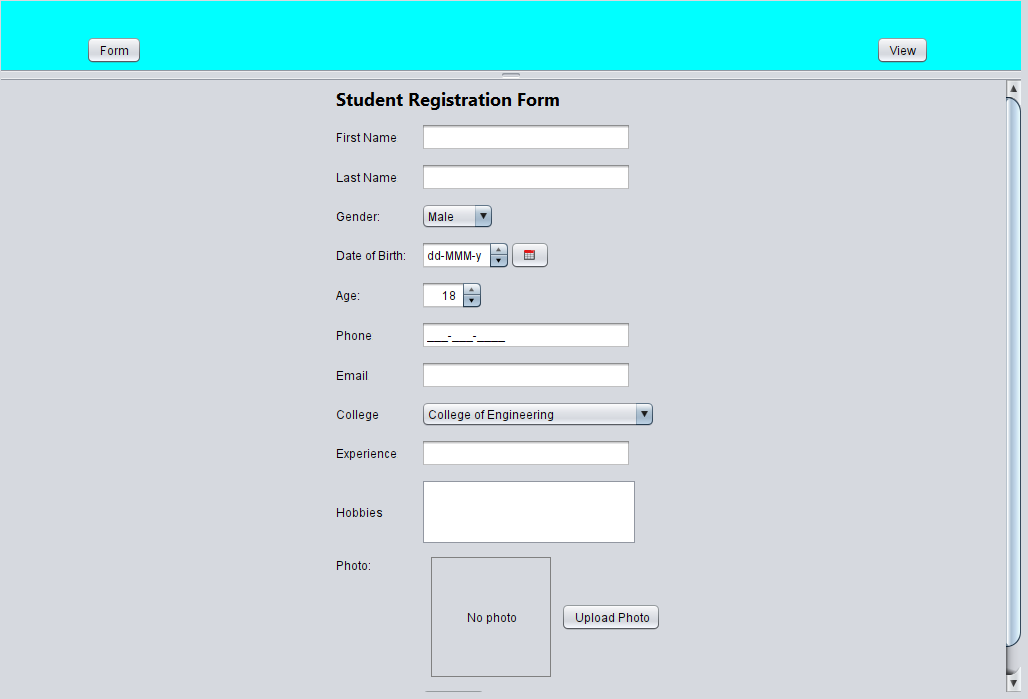 Form View
Student Registration Form
First Name
Last Name
Gender: Male
Date of Birth: dd-MMM-y
Age: 18
Phone ___-___-____
Email
College College of Engineering
Experience
Hobbies
Photo:
No photo Upload Photo